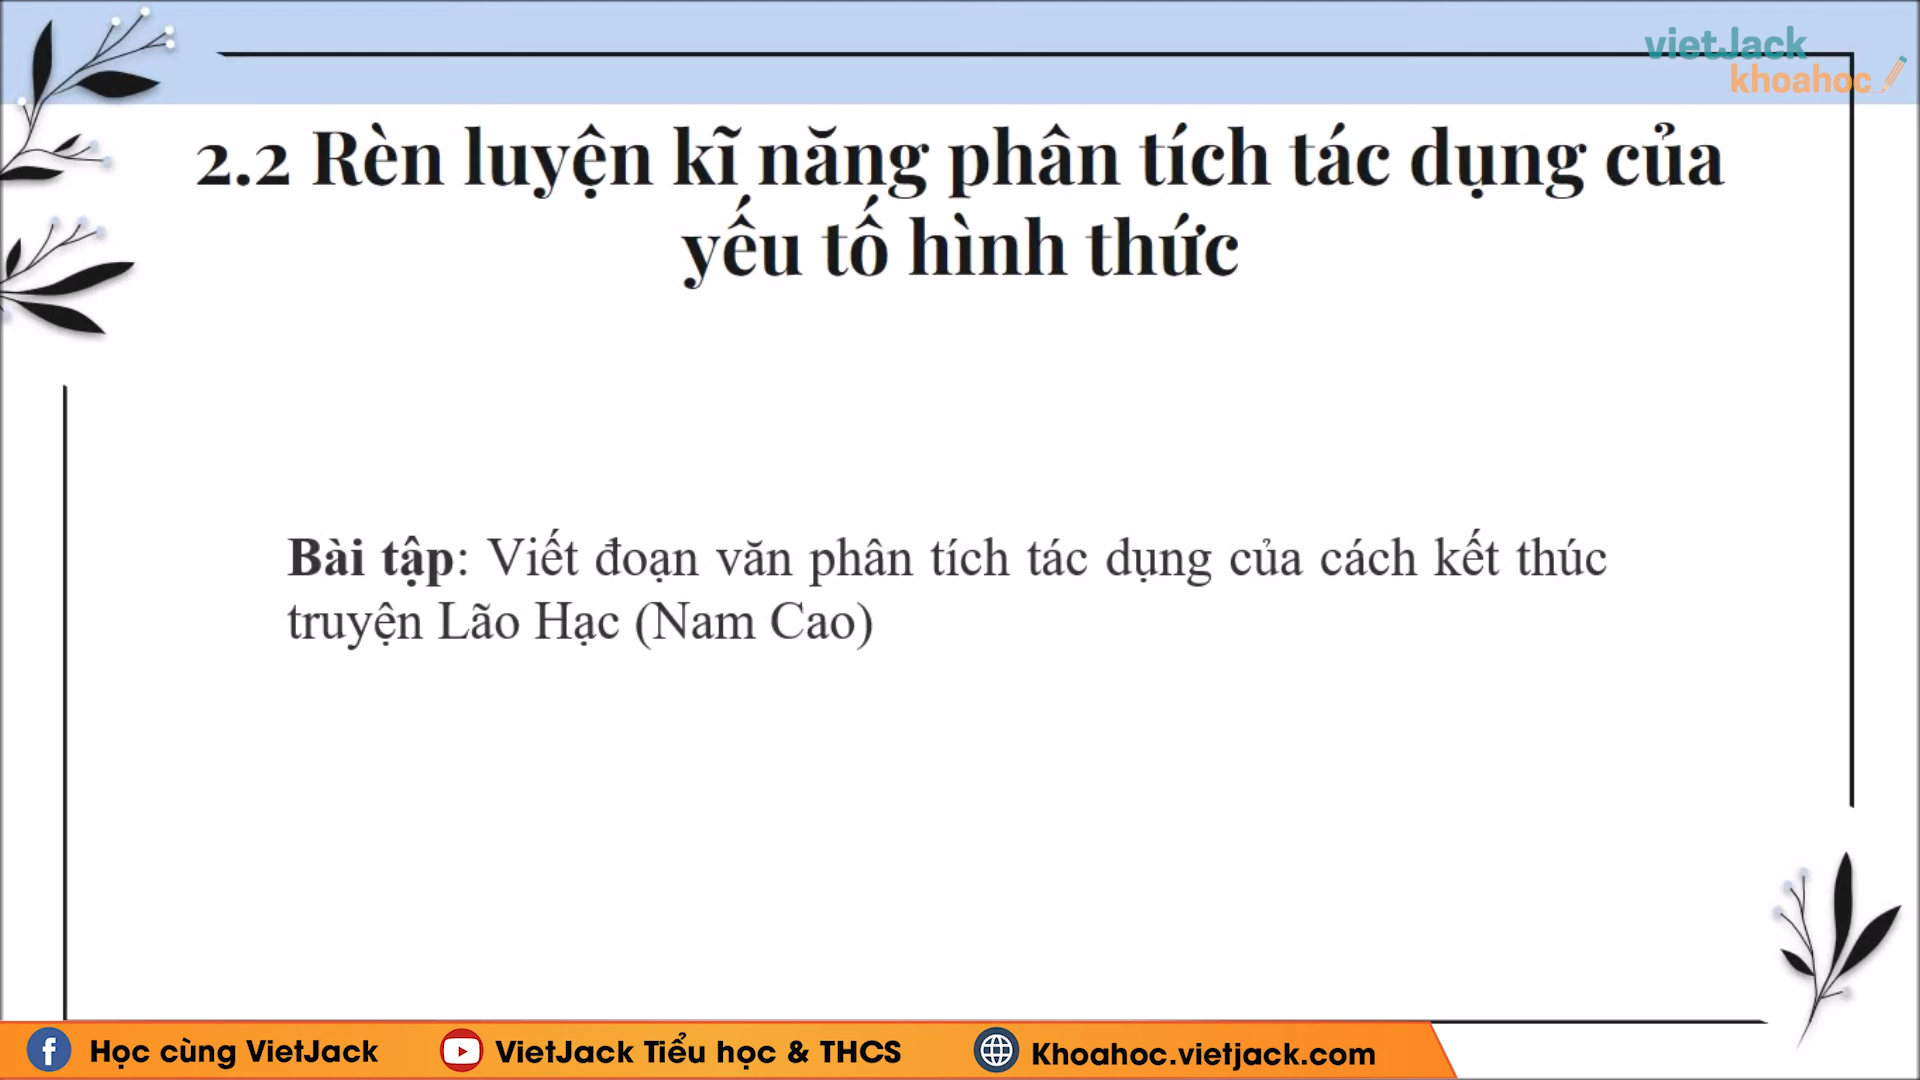 vietJack
khoahoc
2.2 Rèn luyện kĩ năng phân tích tác dụng của
yếu tố hình thức
Bài tập: Viết đoạn văn phân tích tác dụng của cách kết thúc
truyện Lão Hạc (Nam Cao)
Học cùng VietJack
VietJack Tiểu học & THCS
Khoahoc.vietjack.com